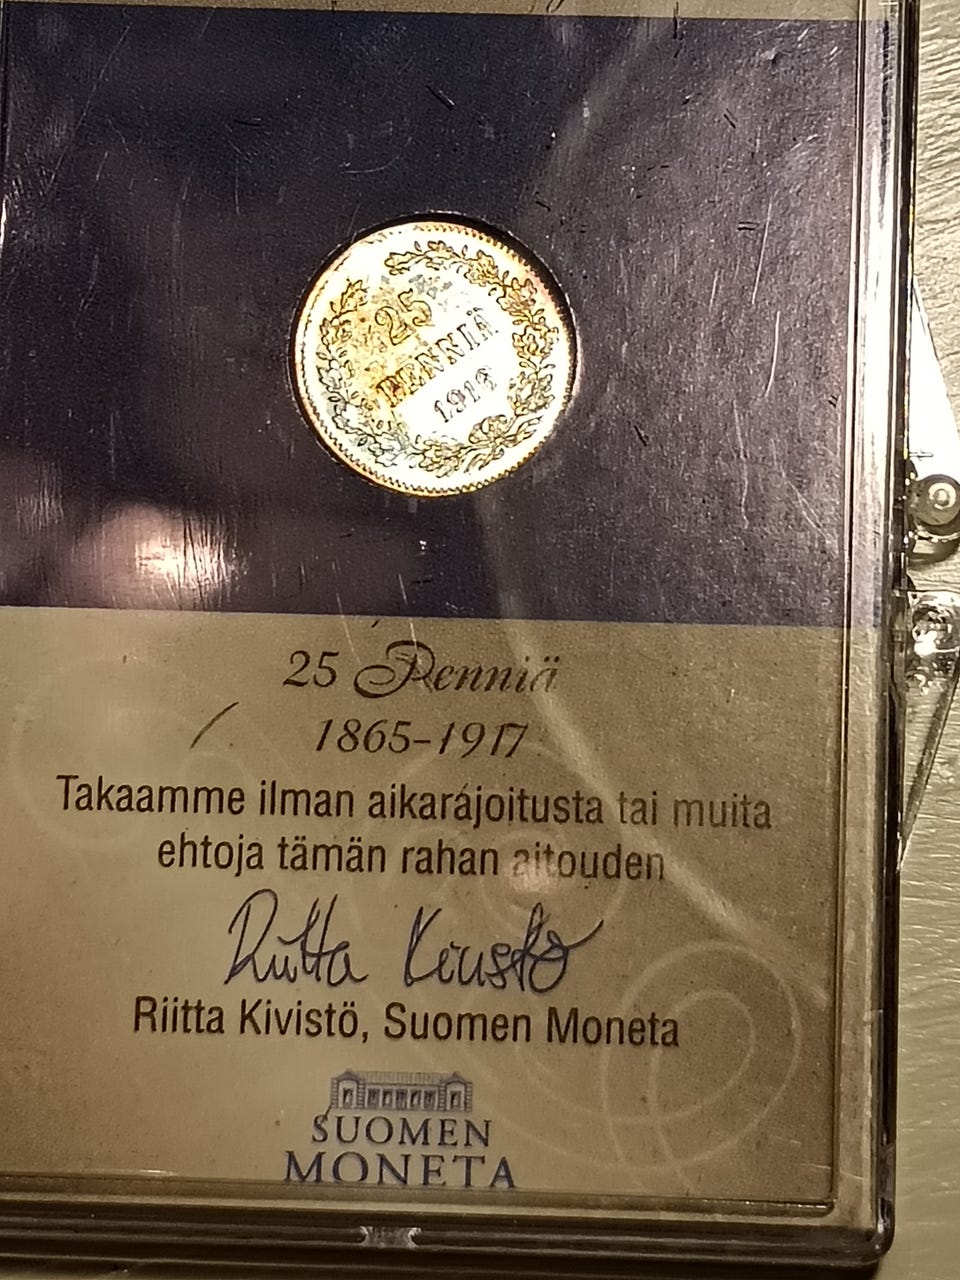 25
PENNIÄ
25 Penniä
1865-1917
Takaamme ilman aikarajoitusta tai muita
ehtoja tämän rahan aitouden
Riitta Kivistö
Riitta Kivistö, Suomen Moneta
SUOMEN
MONETA